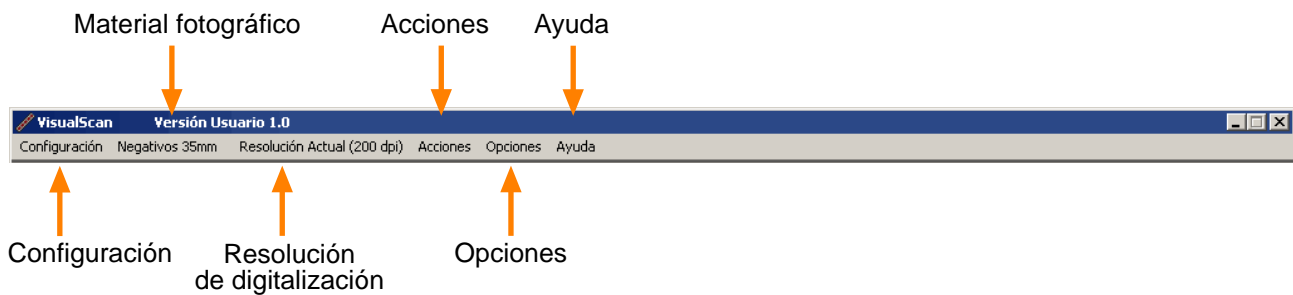 Material fotográfico Acciones Ayuda
VisualScan Versión Usuario 1.0
Configuración Negativos 35mm Resolución Actual (200 dpi) Acciones Opciones Ayuda
Configuración Resolución Opciones
de digitalización